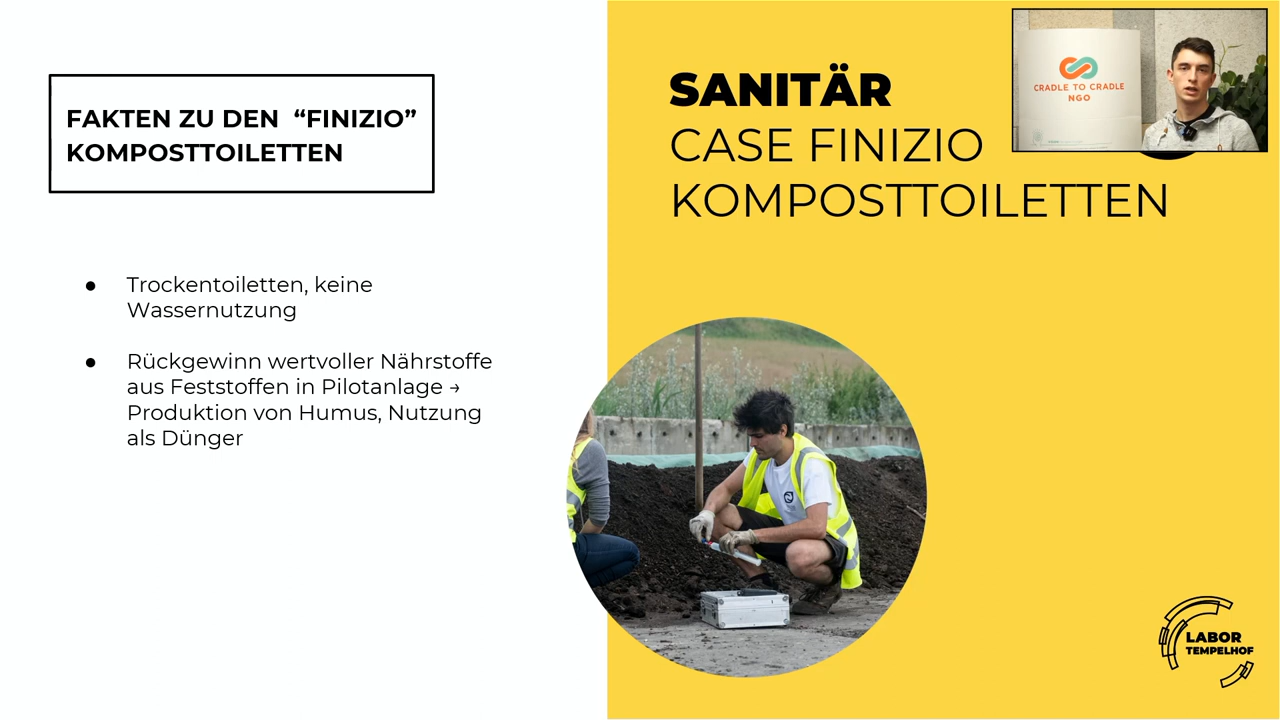 FAKTEN ZU DEN “FINIZIO”
KOMPOSTTOILETTEN
● Trockentoiletten, keine
Wassernutzung
● Rückgewinn wertvoller Nährstoffe
aus Feststoffen in Pilotanlage →
Produktion von Humus, Nutzung
als Dünger
SANITÄR
CASE FINIZIO
KOMPOSTTOILETTEN
CRADLE TO CRADLE
NGO
LABOR
TEMPELHOF